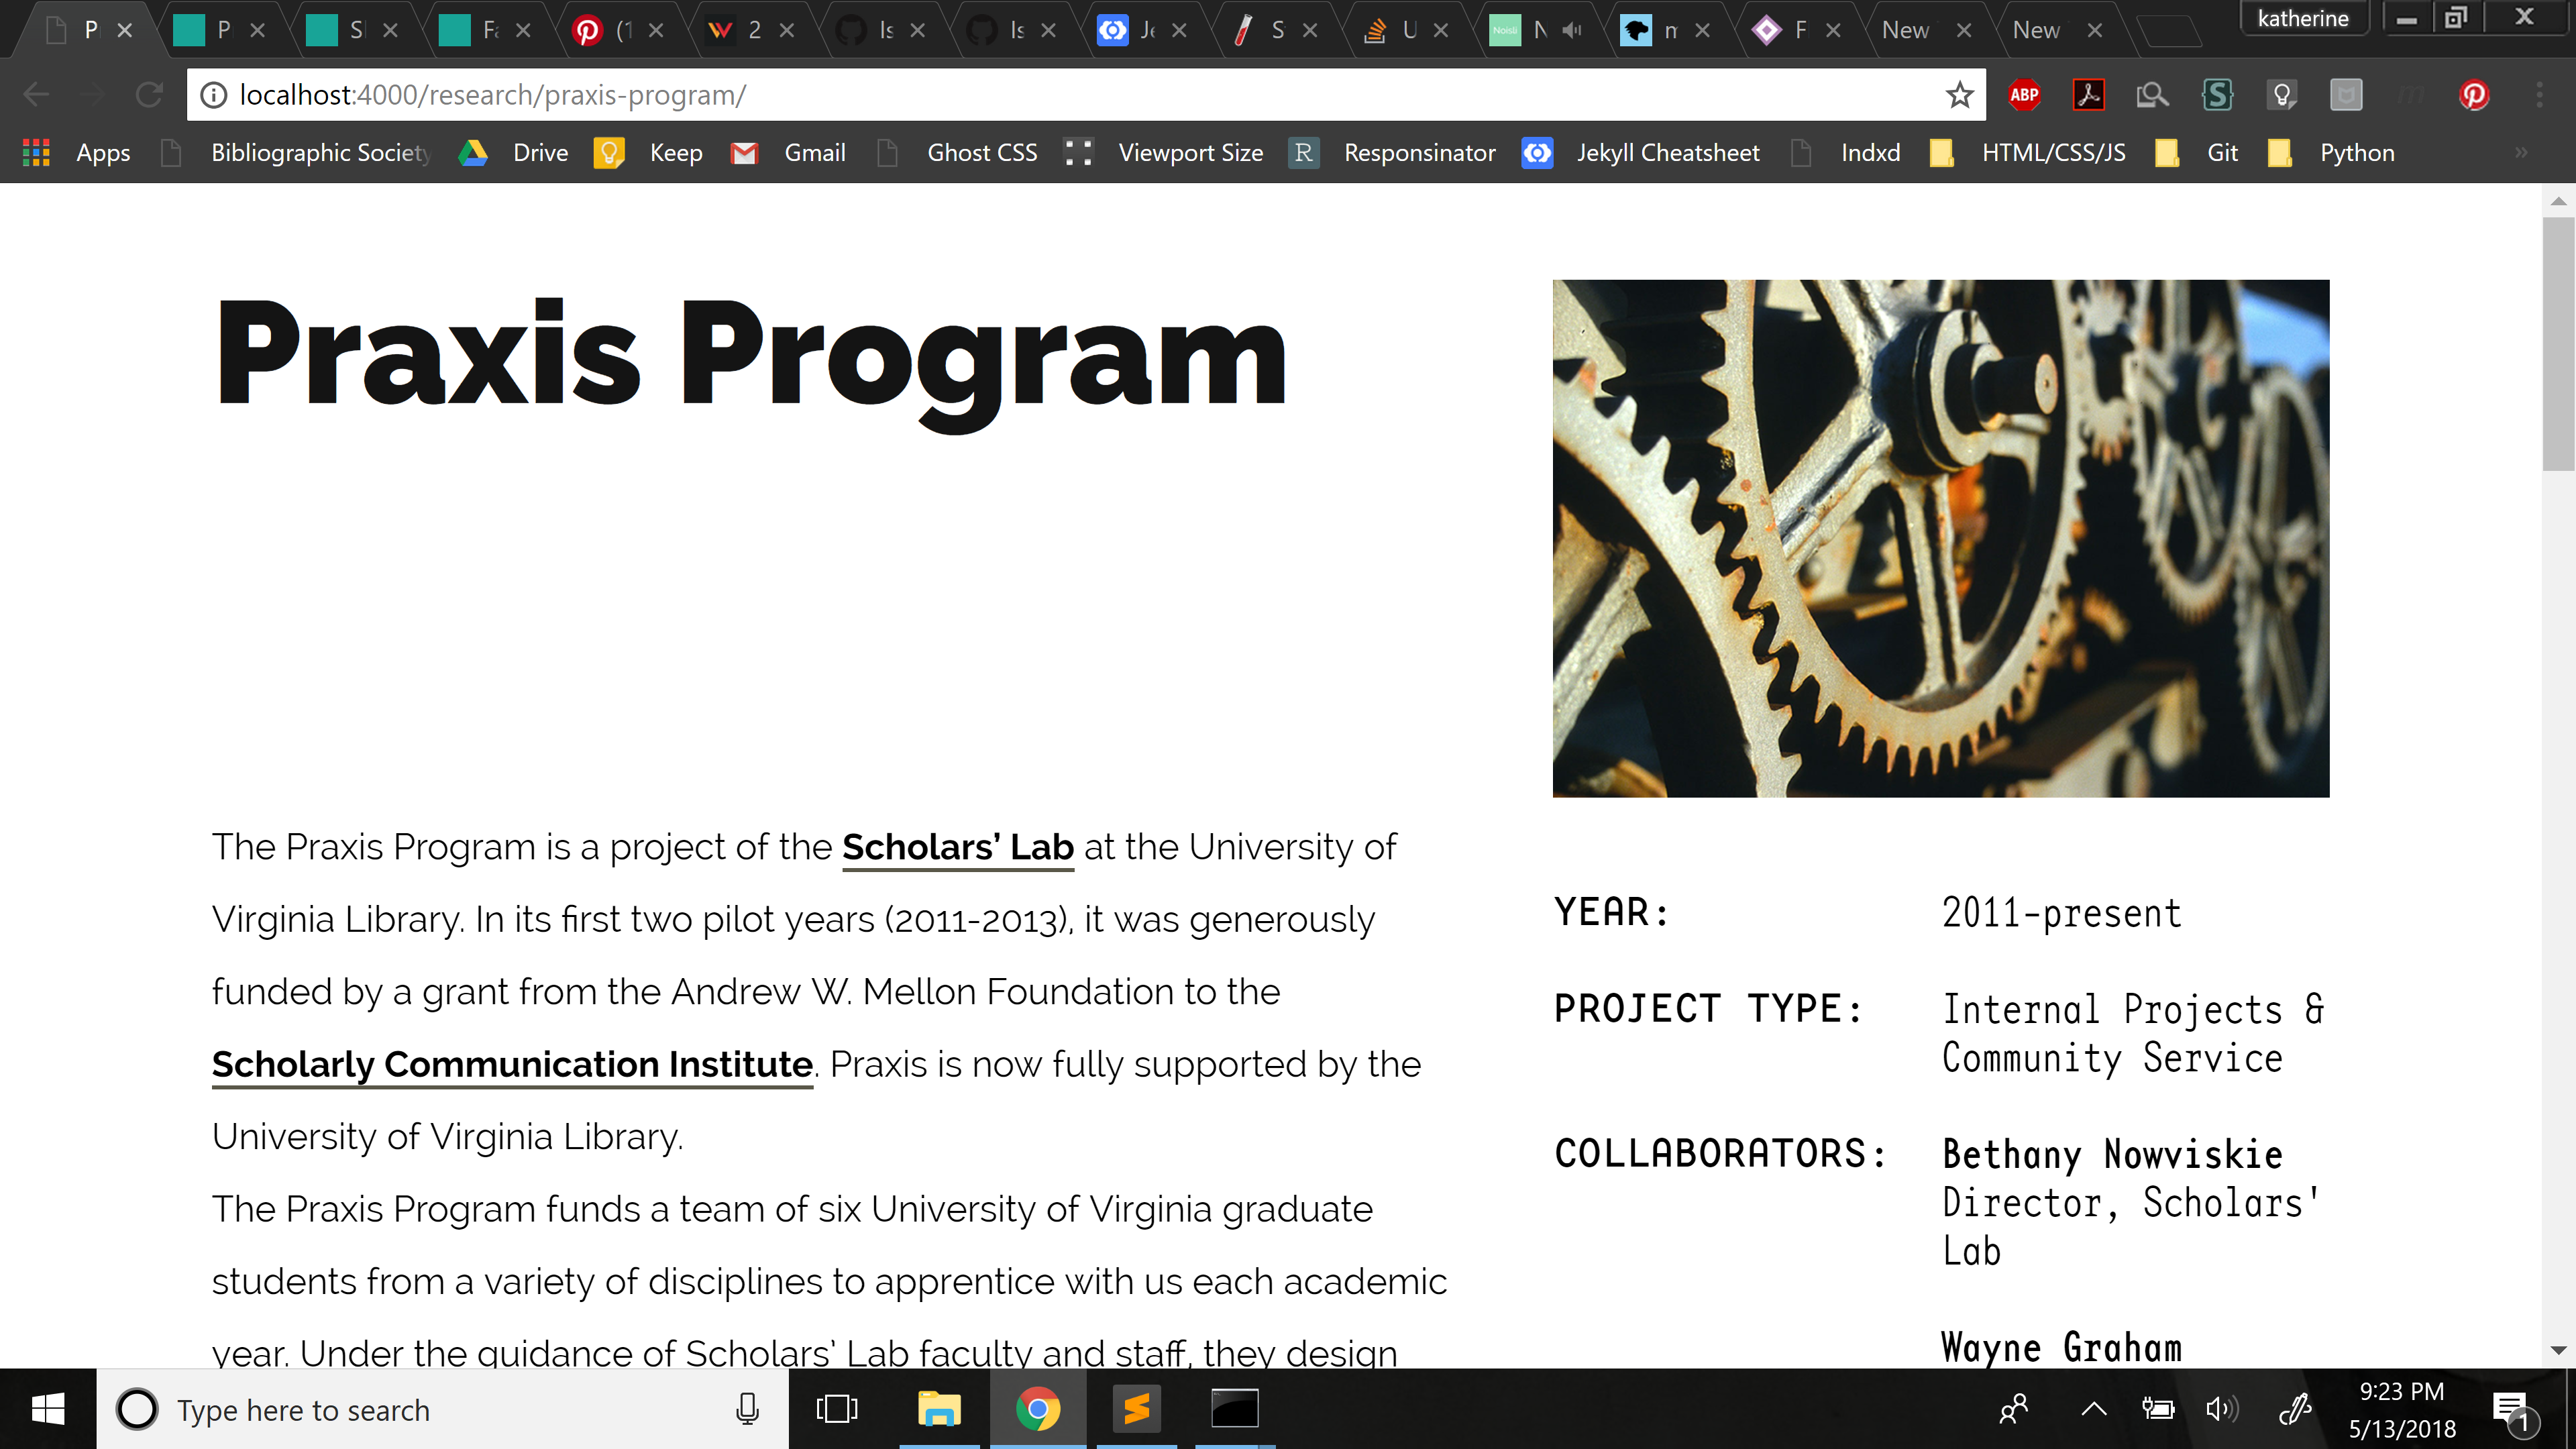 P
P
S
Fa
(1
2
Is
Is
Je
S
U
Noisli
N
m
F
New
New
katherine
localhost:4000/research/praxis-program/
ABP
S
m
Apps
Bibliographic Society
Drive
Keep
Gmail
Ghost CSS
Viewport Size
R
Responsinator
Jekyll Cheatsheet
Indxd
HTML/CSS/JS
Git
Python
»
Praxis Program
The Praxis Program is a project of the Scholars’ Lab at the University of
Virginia Library. In its first two pilot years (2011-2013), it was generously
funded by a grant from the Andrew W. Mellon Foundation to the
Scholarly Communication Institute. Praxis is now fully supported by the
University of Virginia Library.
The Praxis Program funds a team of six University of Virginia graduate
students from a variety of disciplines to apprentice with us each academic
year. Under the guidance of Scholars’ Lab faculty and staff, they design
YEAR: 2011-present
PROJECT TYPE: Internal Projects &
Community Service
COLLABORATORS: Bethany Nowviskie
Director, Scholars'
Lab
Wayne Graham
Type here to search
9:23 PM
5/13/2018
1